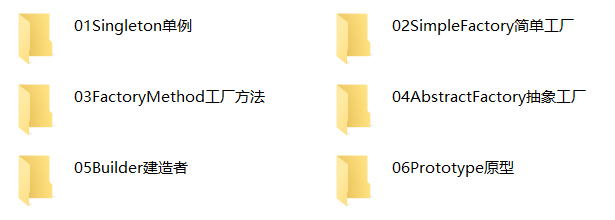 01Singleton单例
02SimpleFactory简单工厂
03FactoryMethod工厂方法
04AbstractFactory抽象工厂
05Builder建造者
06Prototype原型